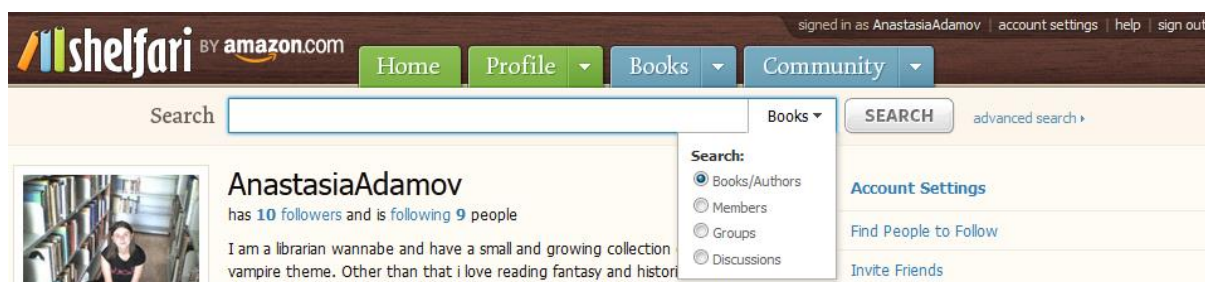 signed in as AnastasiaAdamov | account settings | help | sign out
shelfari BY amazon.com
Home Profile Books Community
Search Books SEARCH advanced search
Search:
Books/Authors
Members
Groups
Discussions
AnastasiaAdamov
has 10 followers and is following 9 people
I am a librarian wannabe and have a small and growing collection
vampire theme. Other than that i love reading fantasy and histori
Account Settings
Find People to Follow
Invite Friends